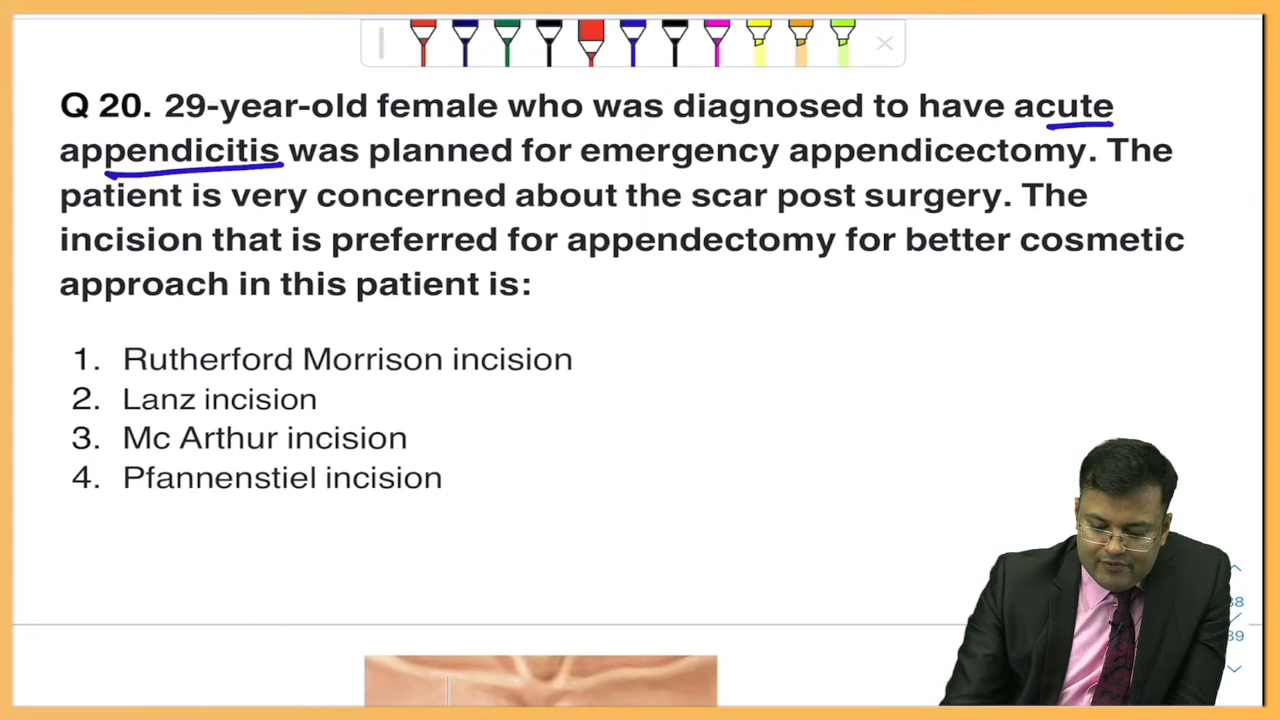 Q 20. 29-year-old female who was diagnosed to have acute
appendicitis was planned for emergency appendicectomy. The
patient is very concerned about the scar post surgery. The
incision that is preferred for appendectomy for better cosmetic
approach in this patient is:
1. Rutherford Morrison incision
2. Lanz incision
3. Mc Arthur incision
4. Pfannenstiel incision